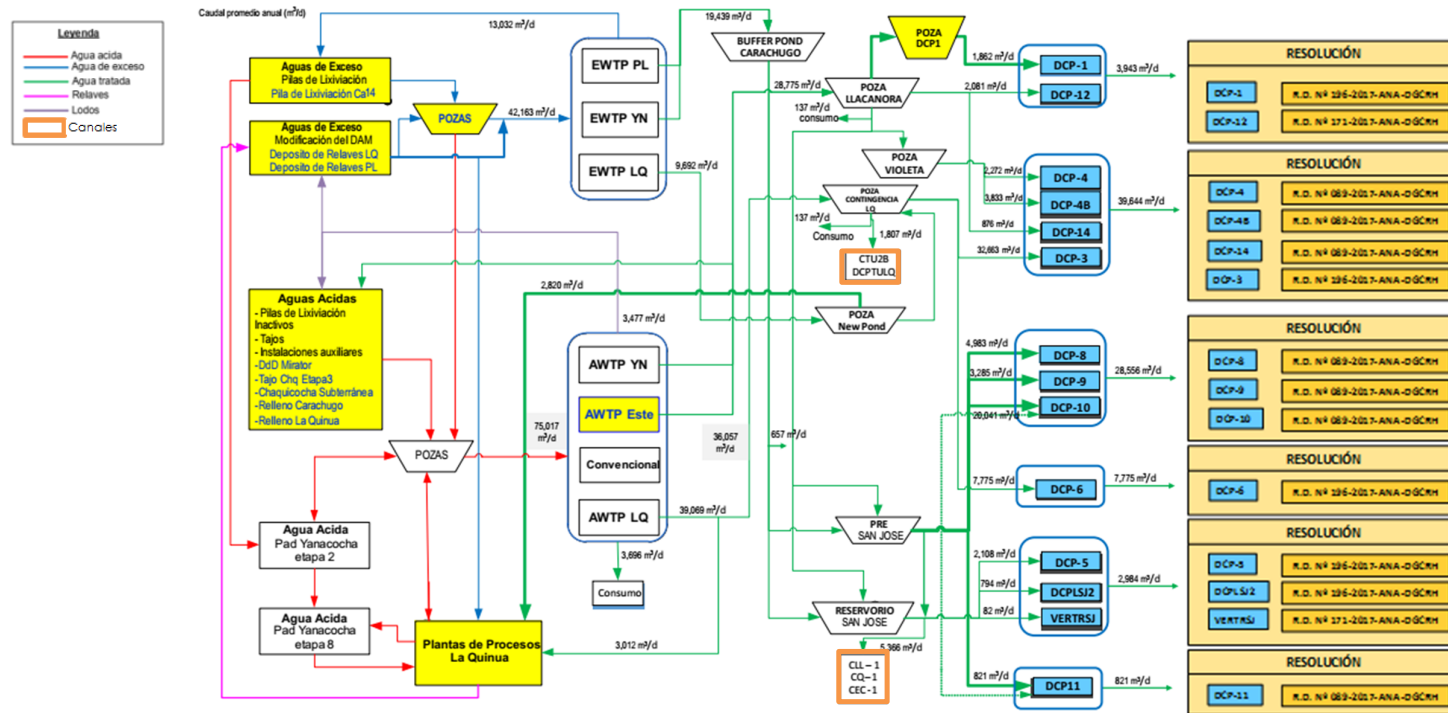 Caudal promedio anual (m³/d)
Leyenda
Agua acida
Agua de exceso
Agua tratada
Relaves
Lodos
Canales
Aguas de Exceso
Pilas de Lixiviación
Pila de Lixiviación Ca14
Aguas de Exceso
Modificación del DAM
Deposito de Relaves LQ
Deposito de Relaves PL
Aguas Acidas
- Pilas de Lixiviación
Inactivos
- Tajos
- Instalaciones auxiliares
-DdD Mirator
-Tajo Chq Etapa3
-Chaquicocha Subterránea
-Relleno Carachugo
-Relleno La Quinua
Agua Acida
Pad Yanacocha
etapa 2
Agua Acida
Pad Yanacocha
etapa 8
POZAS
POZAS
Plantas de Procesos
La Quinua
13,032 m³/d
42,163 m³/d
EWTP PL
EWTP YN
EWTP LQ
19,439 m³/d
9,692 m³/d
3,477 m³/d
2,820 m³/d
75,017
m³/d
AWTP YN
AWTP Este
Convencional
AWTP LQ
39,069 m³/d
36,057
m³/d
3,696 m³/d
Consumo
3,012 m³/d
657 m³/d
BUFFER POND
CARACHUGO
28,775 m³/d
POZA
DCP1
POZA
LLACANORA
137 m³/d
consumo
POZA
VIOLETA
POZA
CONTINGENCIA
LQ
137 m³/d
Consumo
1,807 m³/d
CTU2B
DCPTULQ
POZA
New Pond
PRE
SAN JOSE
RESERVORIO
SAN JOSE
5,366 m³/d
CLL – 1
CQ – 1
CEC - 1
1,862 m³/d
2,081 m³/d
DCP-1
DCP-12
3,943 m³/d
2,272 m³/d
3,833 m³/d
876 m³/d
32,663 m³/d
DCP-4
DCP-4B
DCP-14
DCP-3
39,644 m³/d
4,983 m³/d
3,285 m³/d
20,041 m³/d
DCP-8
DCP-9
DCP-10
28,556 m³/d
7,775 m³/d
DCP-6
7,775 m³/d
2,108 m³/d
794 m³/d
82 m³/d
DCP-5
DCPLSJ2
VERTRSJ
2,984 m³/d
821 m³/d
DCP11
821 m³/d
RESOLUCIÓN
DCP-1 R.D. Nº 196-2017-ANA-DGCRH
DCP-12 R.D. Nº 171-2017-ANA-DGCRH
RESOLUCIÓN
DCP-4 R.D. Nº 089-2017-ANA-DGCRH
DCP-4B R.D. Nº 089-2017-ANA-DGCRH
DCP-14 R.D. Nº 089-2017-ANA-DGCRH
DCP-3 R.D. Nº 196-2017-ANA-DGCRH
RESOLUCIÓN
DCP-8 R.D. Nº 089-2017-ANA-DGCRH
DCP-9 R.D. Nº 089-2017-ANA-DGCRH
DCP-10 R.D. Nº 089-2017-ANA-DGCRH
RESOLUCIÓN
DCP-6 R.D. Nº 196-2017-ANA-DGCRH
RESOLUCIÓN
DCP-5 R.D. Nº 196-2017-ANA-DGCRH
DCPLSJ2 R.D. Nº 196-2017-ANA-DGCRH
VERTRSJ R.D. Nº 171-2017-ANA-DGCRH
RESOLUCIÓN
DCP-11 R.D. Nº 089-2017-ANA-DGCRH